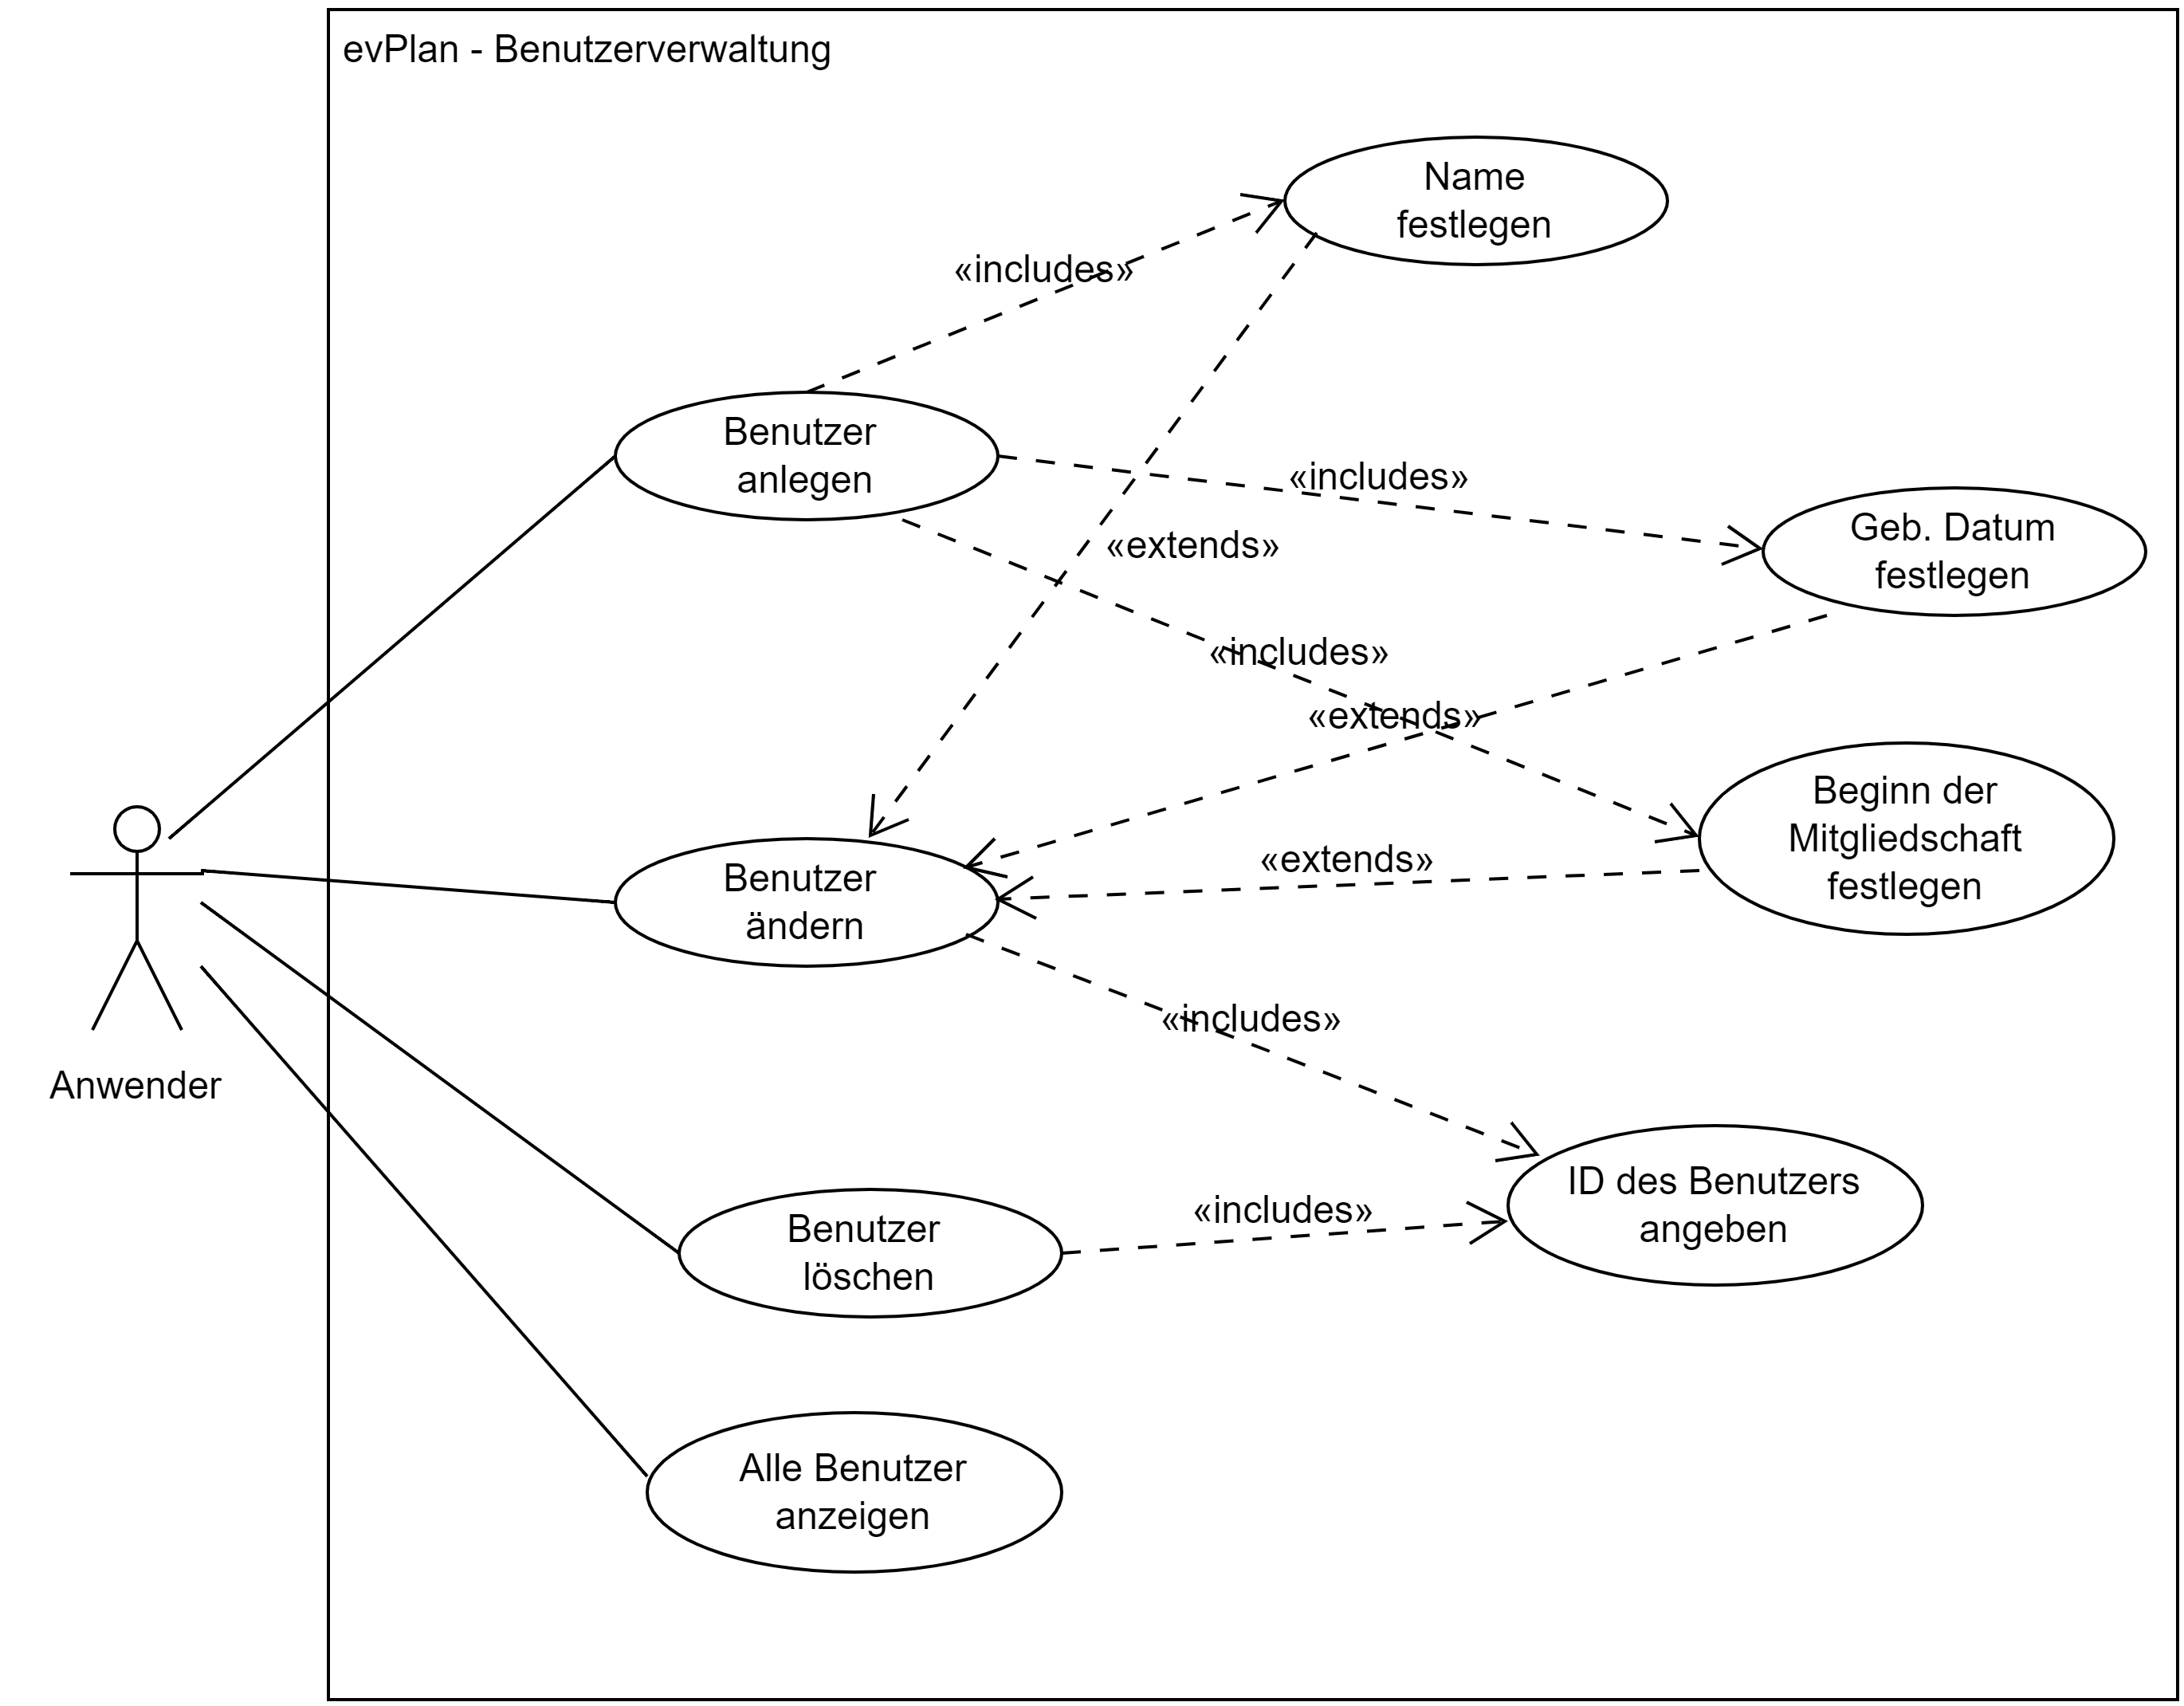 evPlan - Benutzerverwaltung
Name
festlegen
«includes»
Benutzer
anlegen
«includes»
Geb. Datum
festlegen
«extends»
«includes»
«extends»
Beginn der
Mitgliedschaft
festlegen
«extends»
Benutzer
ändern
«includes»
Anwender
ID des Benutzers
angeben
«includes»
Benutzer
löschen
Alle Benutzer
anzeigen